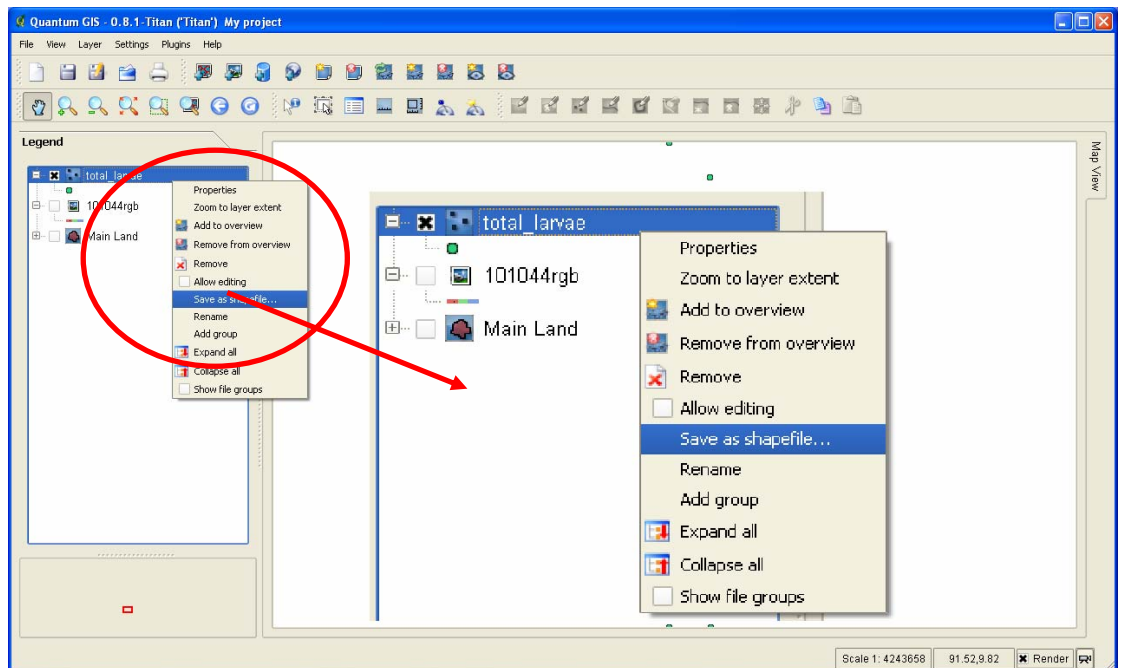 Quantum GIS - 0.8.1-Titan ('Titan') My project
File View Layer Settings Plugins Help
Legend
total_larvae
101044rgb
Main Land
Properties
Zoom to layer extent
Add to overview
Remove from overview
Remove
Allow editing
Save as shapefile...
Rename
Add group
Expand all
Collapse all
Show file groups
total_larvae
101044rgb
Main Land
Properties
Zoom to layer extent
Add to overview
Remove from overview
Remove
Allow editing
Save as shapefile...
Rename
Add group
Expand all
Collapse all
Show file groups
Map View
Scale 1: 4243658 91.52,9.82 Render